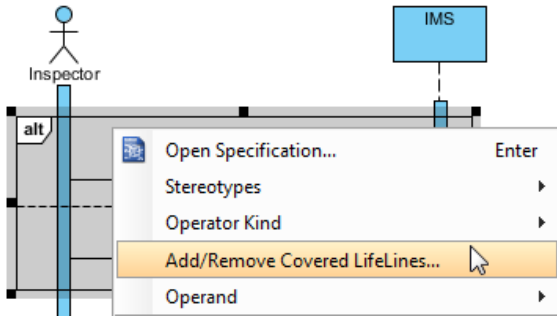 IMS
Inspector
alt
Open Specification... Enter
Stereotypes
Operator Kind
Add/Remove Covered LifeLines...
Operand